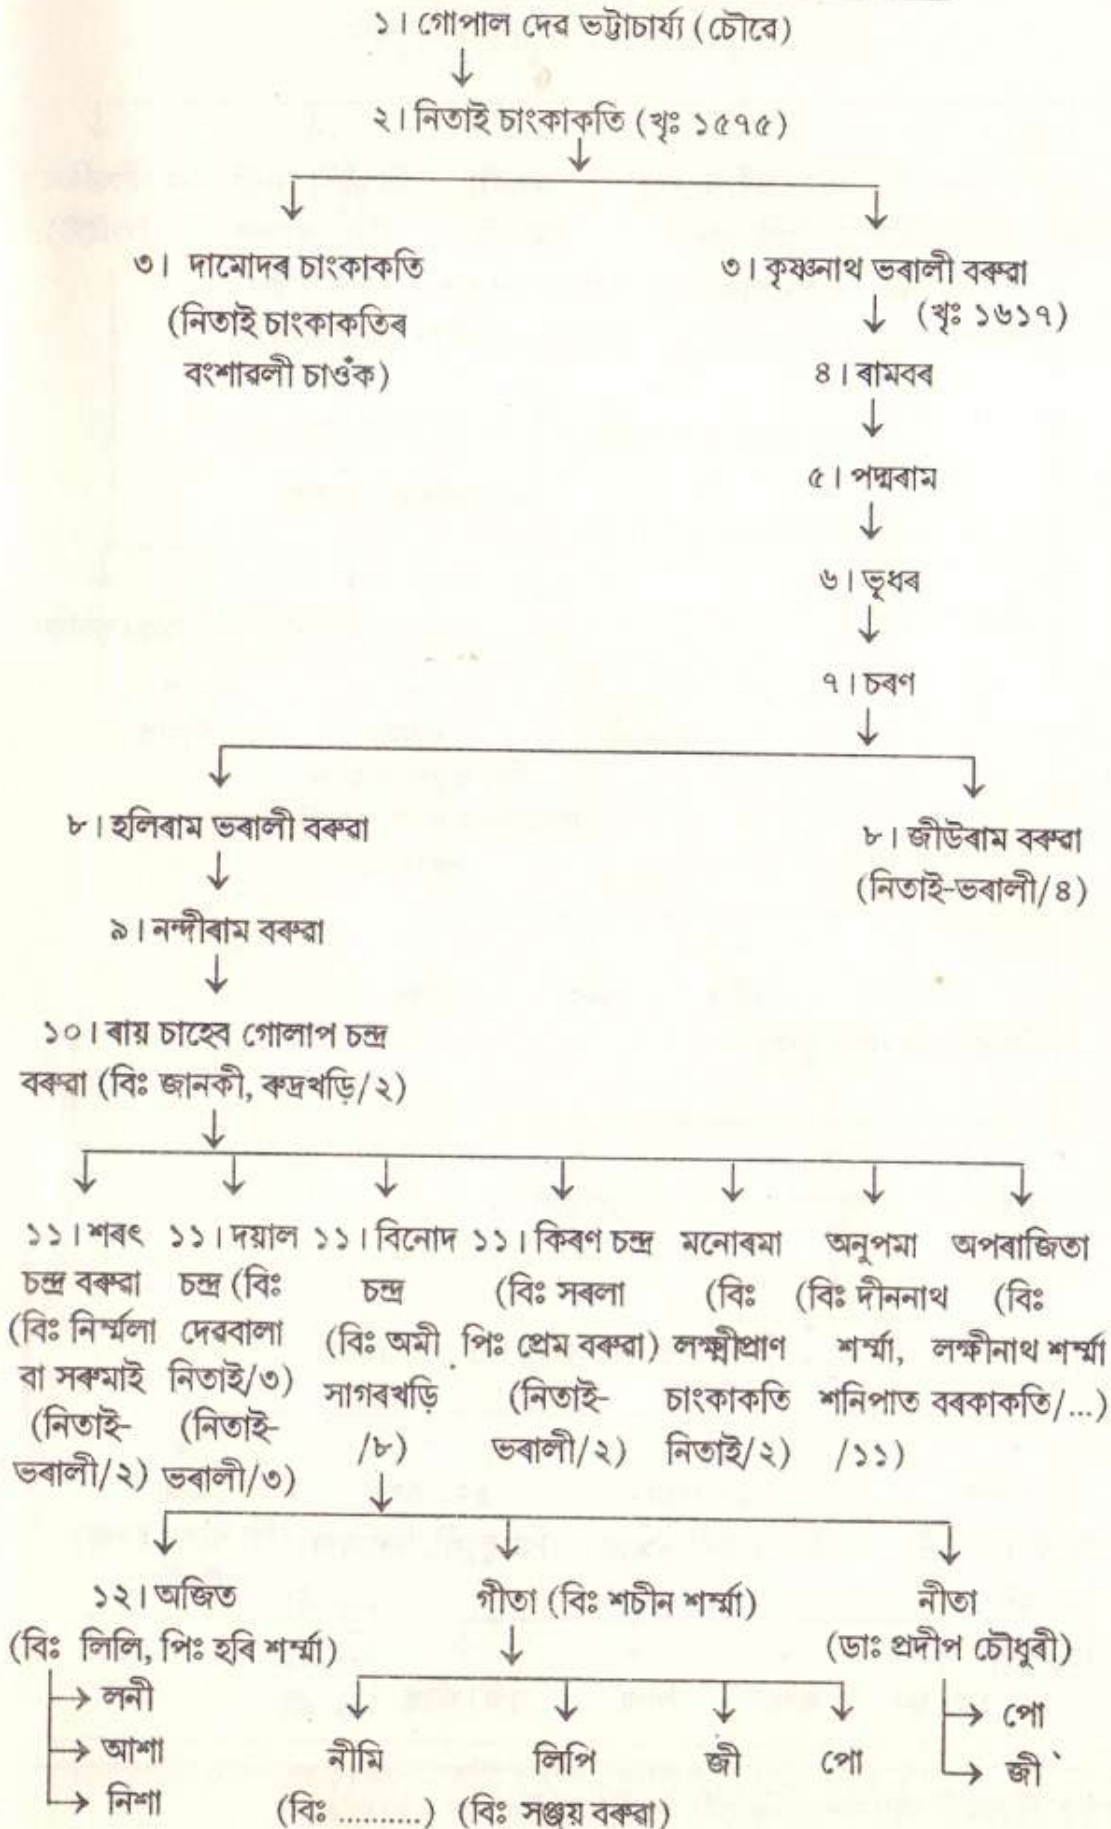 ১। গোপাল দেৱ ভট্টাচাৰ্য্য (চৌৰে)
২। নিতাই চাংকাকতি (খৃঃ ১৫৭৫)
৩। দামোদৰ চাংকাকতি
(নিতাই চাংকাকতিৰ
বংশাৱলী চাওঁক)
৩। কৃষ্ণনাথ ভৰালী বৰুৱা
(খৃঃ ১৬১৭)
৪। ৰামবৰ
৫। পদ্মৰাম
৬। ভূধৰ
৭। চৰণ
৮। হলিৰাম ভৰালী বৰুৱা
৮। জীউৰাম বৰুৱা
(নিতাই-ভৰালী/৪)
৯। নন্দীৰাম বৰুৱা
১০। ৰায় চাহেব গোলাপ চন্দ্ৰ
বৰুৱা (বিঃ জানকী, ৰুদ্ৰখড়ি/২)
১১। শৰৎ
চন্দ্ৰ বৰুৱা
(বিঃ নিৰ্ম্মলা
বা সৰুমাই
(নিতাই-
ভৰালী/২)
১১। দয়াল
চন্দ্ৰ (বিঃ
দেৱবালা
নিতাই/৩)
(নিতাই-
ভৰালী/৩)
১১। বিনোদ
চন্দ্ৰ
(বিঃ অমী
সাগৰখড়ি
/৮)
১১। কিৰণ চন্দ্ৰ
(বিঃ সৰলা
পিঃ প্ৰেম বৰুৱা)
(নিতাই-
ভৰালী/২)
মনোৰমা
(বিঃ
লক্ষ্মীপ্ৰাণ
চাংকাকতি
নিতাই/২)
অনুপমা
(বিঃ দীননাথ
শৰ্ম্মা,
শনিপাত
/১১)
অপৰাজিতা
(বিঃ
লক্ষীনাথ শৰ্ম্মা
বৰকাকতি/...)
১২। অজিত
(বিঃ লিলি, পিঃ হৰি শৰ্ম্মা)
লনী
আশা
নিশা
গীতা (বিঃ শচীন শৰ্ম্মা)
নীমি
(বিঃ ..........)
লিপি
(বিঃ সঞ্জয় বৰুৱা)
জী
পো
নীতা
(ডাঃ প্ৰদীপ চৌধুৰী)
পো
জী